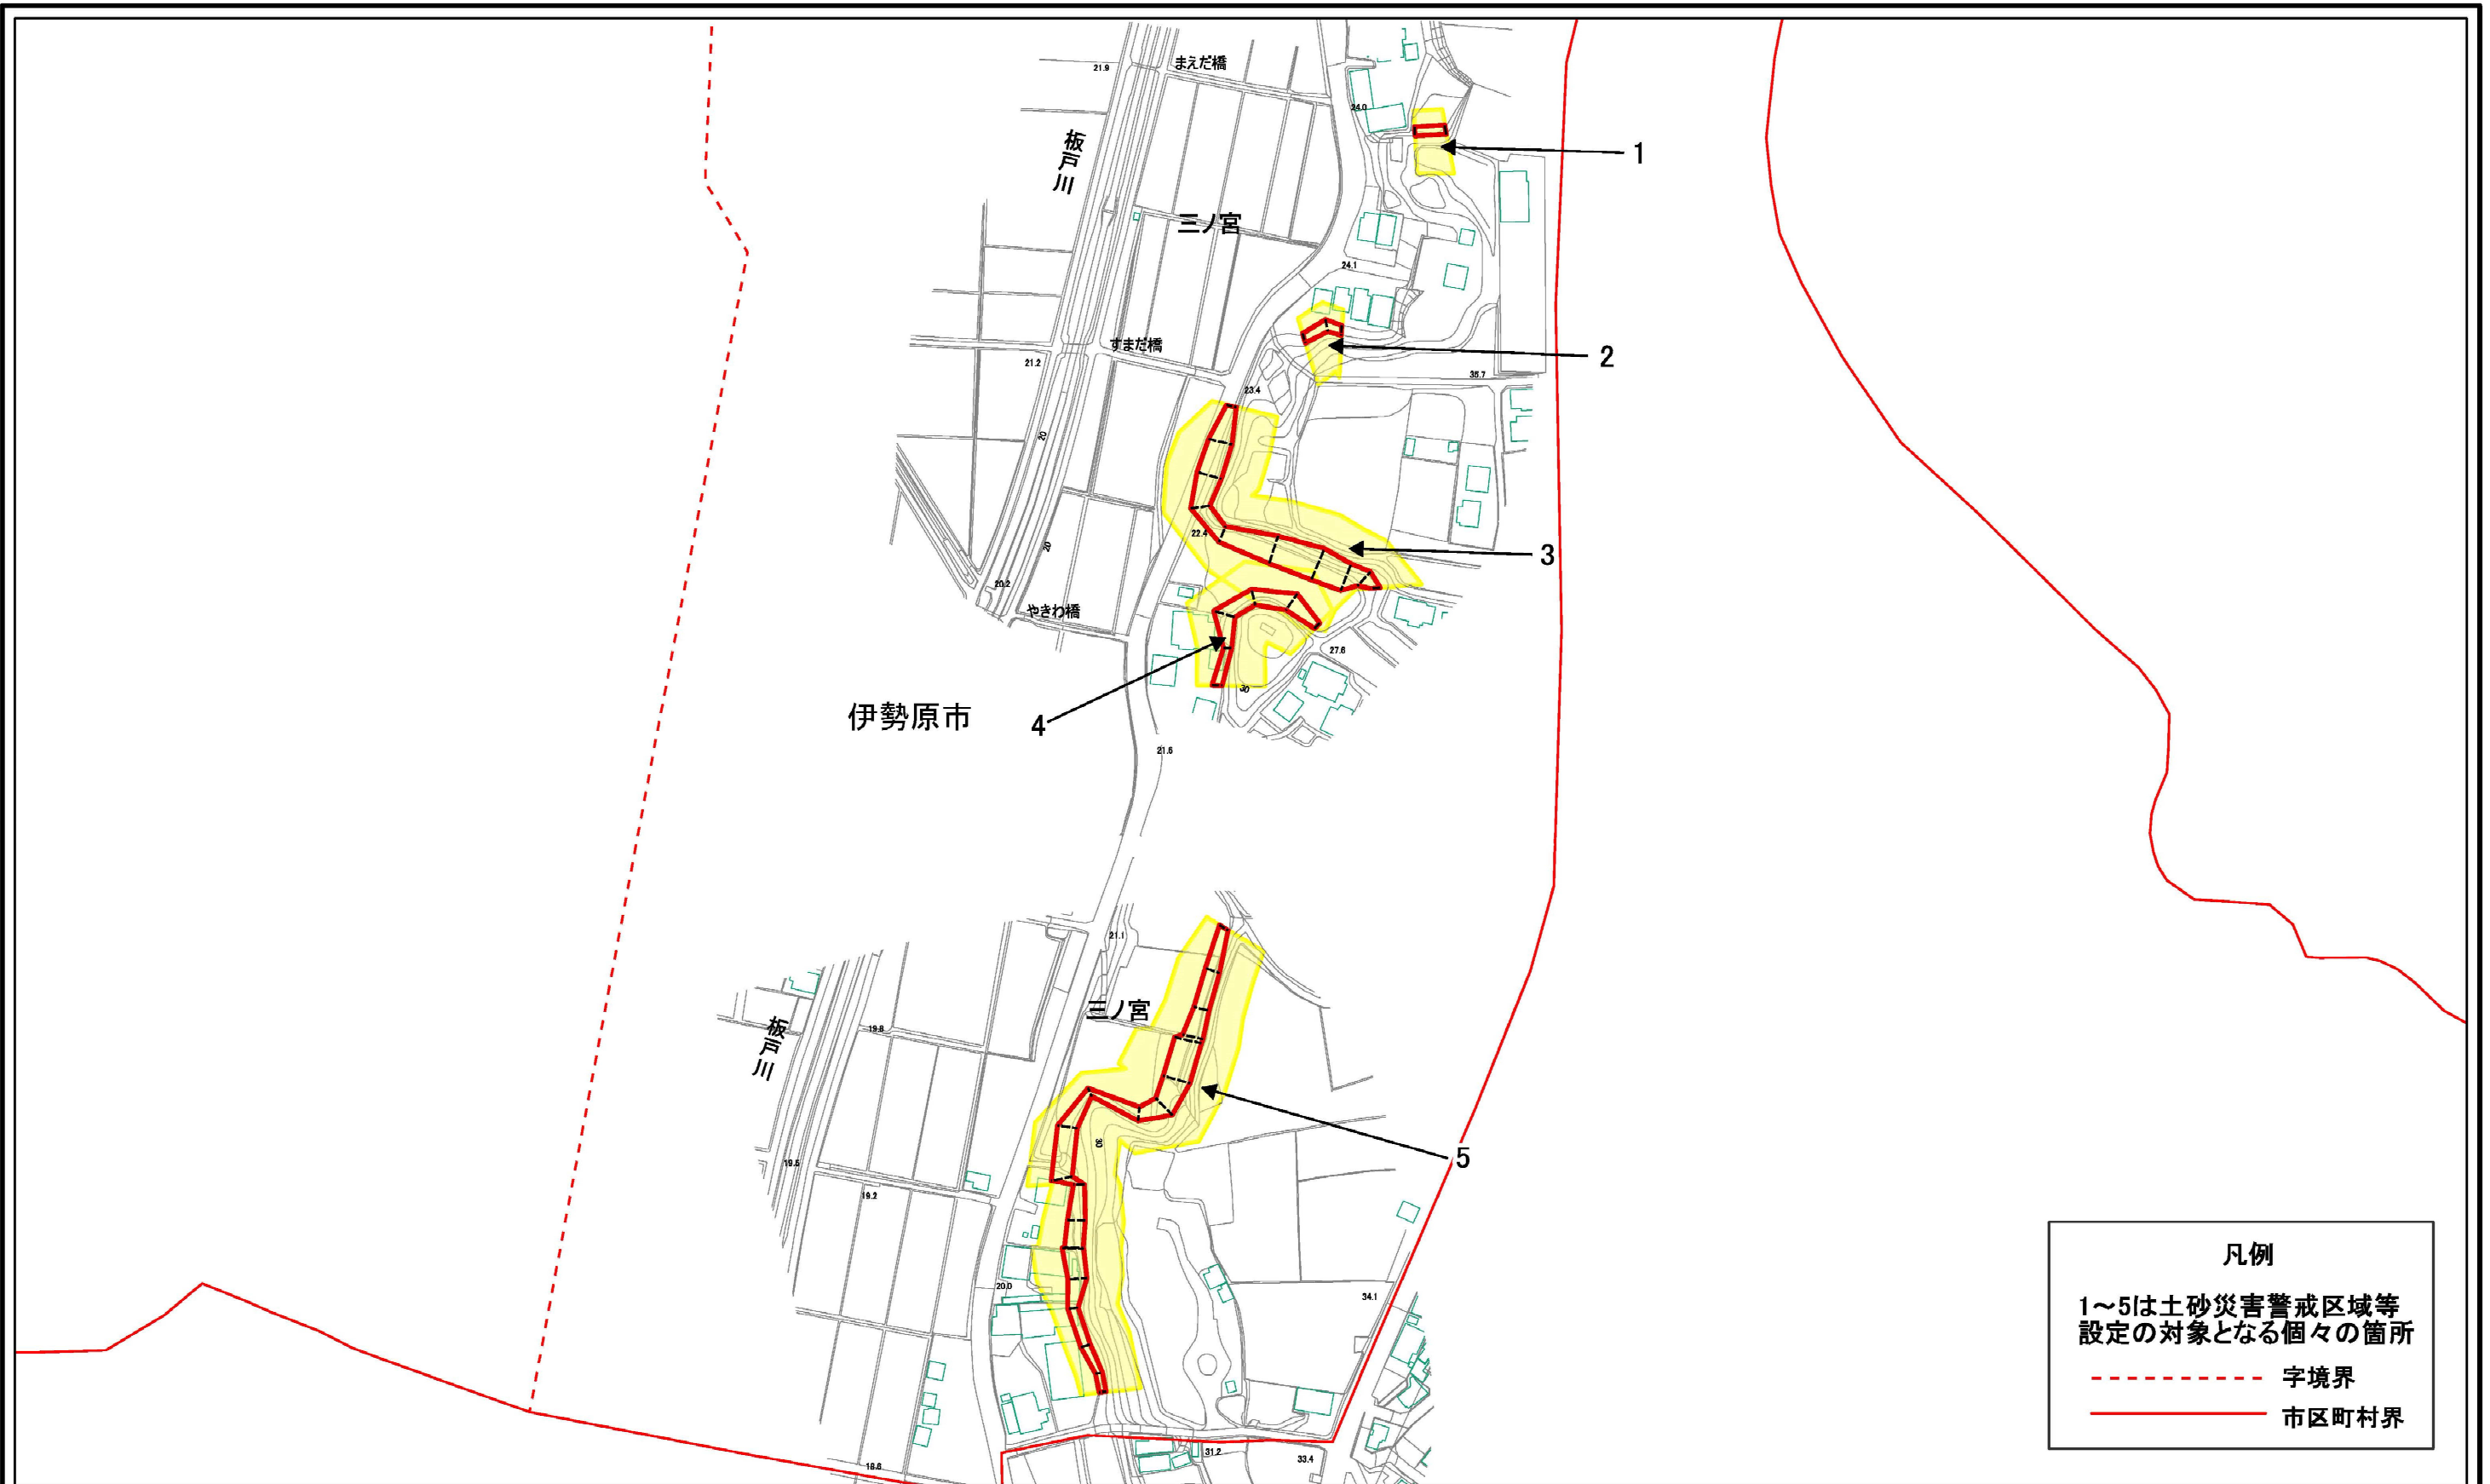 まえだ橋
21.9
24.0
板戸川
1
三ノ宮
24.1
すまだ橋
21.2
2
35.7
23.4
20
22.4
3
20
20.2
やきわ橋
27.6
30
伊勢原市
4
21.6
21.1
三ノ宮
板戸川
19.8
30
5
19.5
19.2
20.0
34.1
31.2
33.4
18.6
凡例
1～5は土砂災害警戒区域等
設定の対象となる個々の箇所
字境界
市区町村界